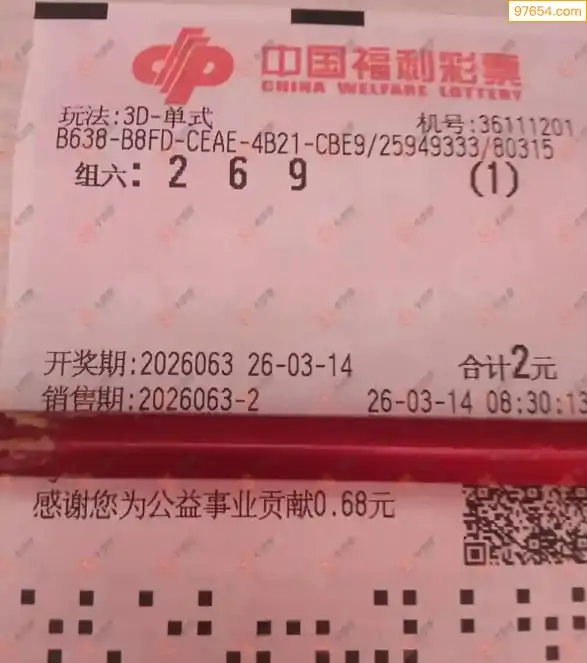 97654.com
中国福利彩票
CHINA WELFARE LOTTERY
玩法:3D-单式
机号:36111201
B638-B8FD-CEAE-4B21-CBE9/25949333/80315
组六: 2 6 9 (1)
开奖期:2026063 26-03-14 合计2元
销售期:2026063-2 26-03-14 08:30:13
感谢您为公益事业贡献0.68元